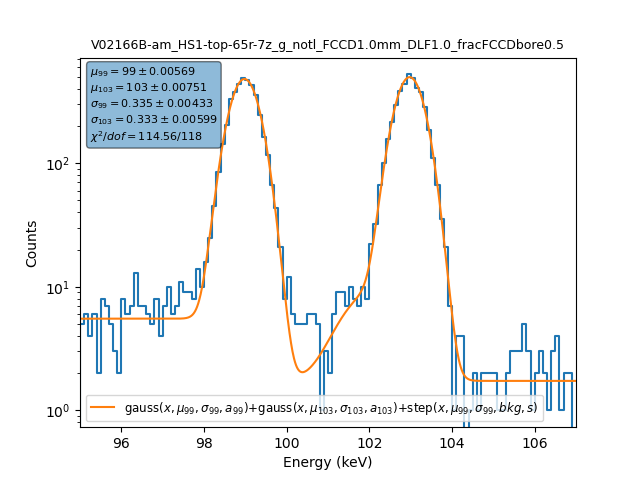 V02166B-am_HS1-top-65r-7z_g_notl_FCCD1.0mm_DLF1.0_fracFCCDbore0.5
μ₉₉ = 99 ± 0.00569
μ₁₀₃ = 103 ± 0.00751
σ₉₉ = 0.335 ± 0.00433
σ₁₀₃ = 0.333 ± 0.00599
χ²/dof = 114.56/118
10²
10¹
10⁰
Counts
gauss(x, μ₉₉, σ₉₉, a₉₉)+gauss(x, μ₁₀₃, σ₁₀₃, a₁₀₃)+step(x, μ₉₉, σ₉₉, bkg, s)
96 98 100 102 104 106
Energy (keV)